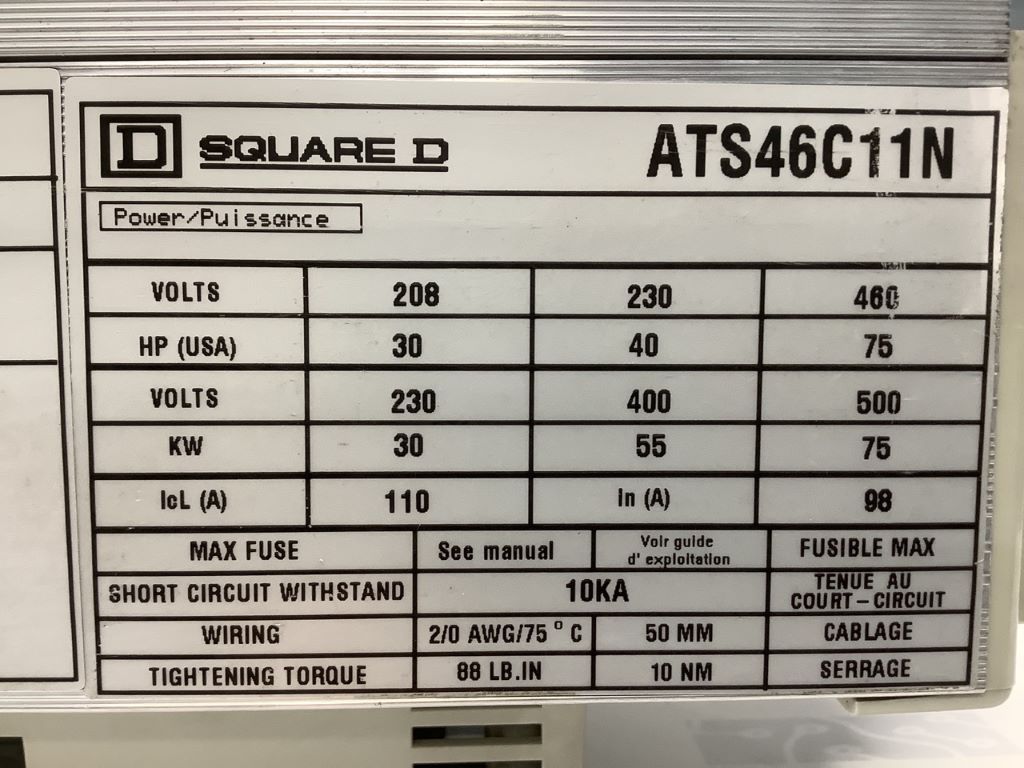 D SQUARE D ATS46C11N
Power/Puissance
VOLTS 208 230 460
HP (USA) 30 40 75
VOLTS 230 400 500
KW 30 55 75
IcL (A) 110 In (A) 98
MAX FUSE See manual Voir guide d' exploitation FUSIBLE MAX
SHORT CIRCUIT WITHSTAND 10KA TENUE AU COURT-CIRCUIT
WIRING 2/0 AWG/75 ° C 50 MM CABLAGE
TIGHTENING TORQUE 88 LB.IN 10 NM SERRAGE